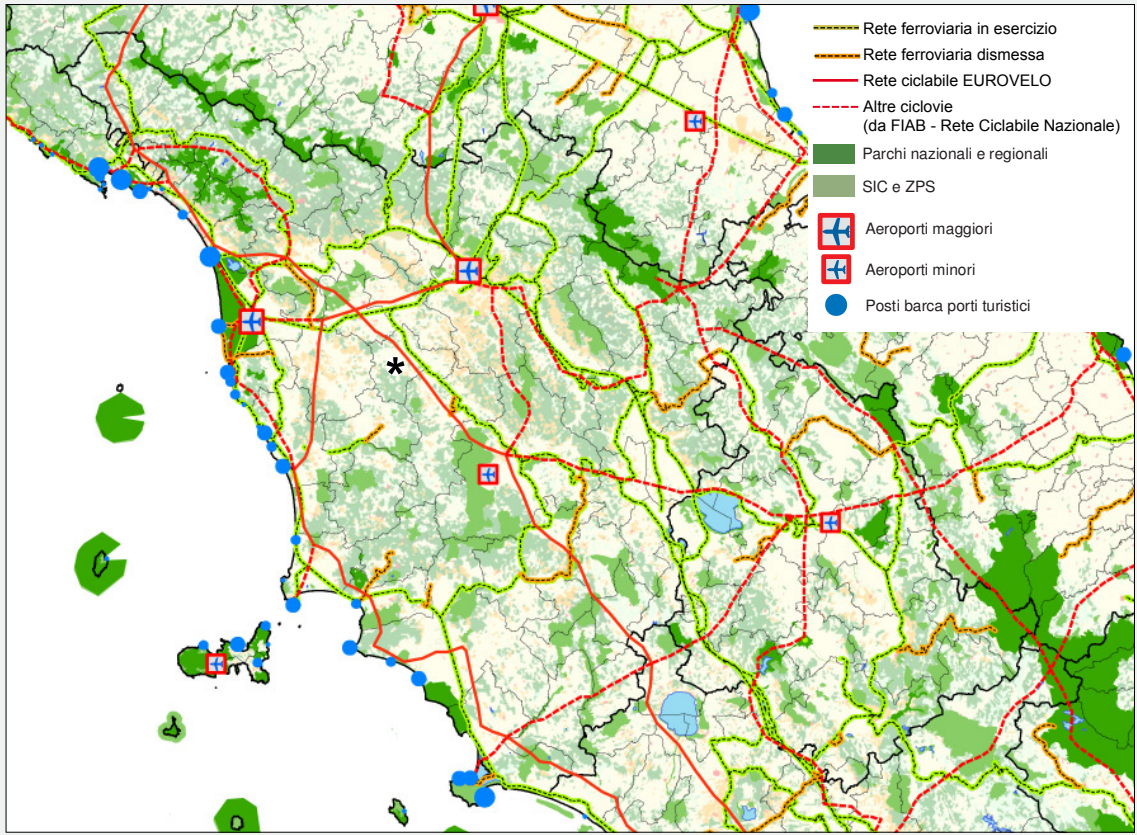 Rete ferroviaria in esercizio
Rete ferroviaria dismessa
Rete ciclabile EUROVELO
Altre ciclovie
(da FIAB - Rete Ciclabile Nazionale)
Parchi nazionali e regionali
SIC e ZPS
Aeroporti maggiori
Aeroporti minori
Posti barca porti turistici
*